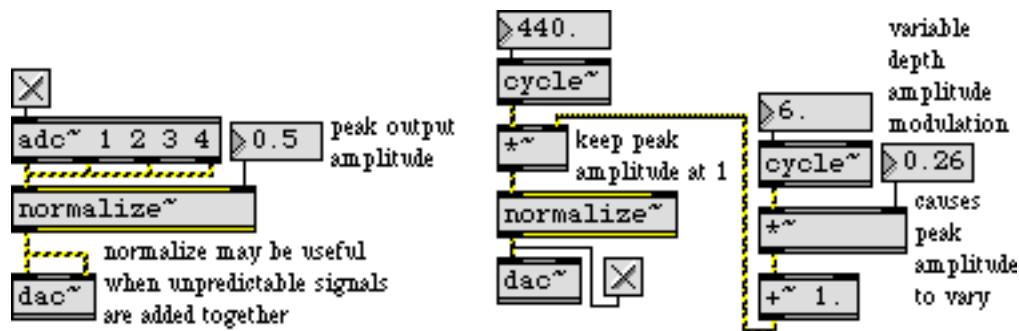 adc~ 1 2 3 4
0.5
peak output
amplitude
normalize~
dac~
normalize may be useful
when unpredictable signals
are added together
440.
cycle~
*~
keep peak
amplitude at 1
normalize~
dac~
variable
depth
amplitude
modulation
6.
cycle~
0.26
*~
causes
peak
amplitude
to vary
+~ 1.